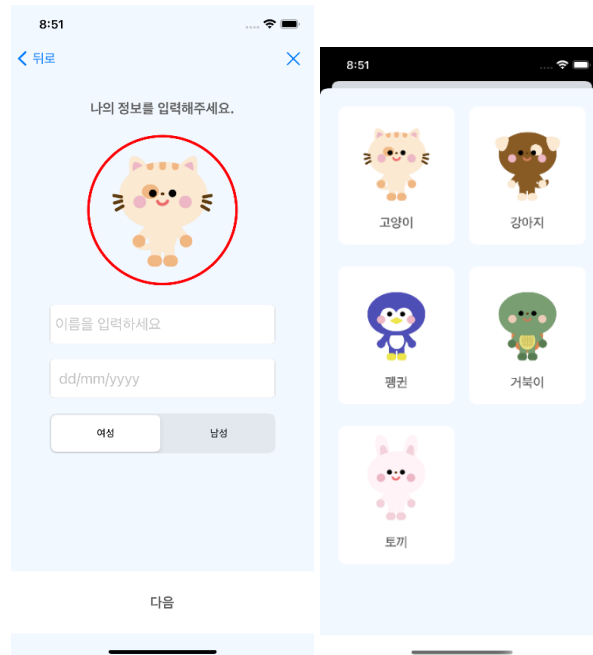 8:51
뒤로
나의 정보를 입력해주세요.
이름을 입력하세요
dd/mm/yyyy
여성 남성
다음
8:51
고양이 강아지
팽귄 거북이
토끼